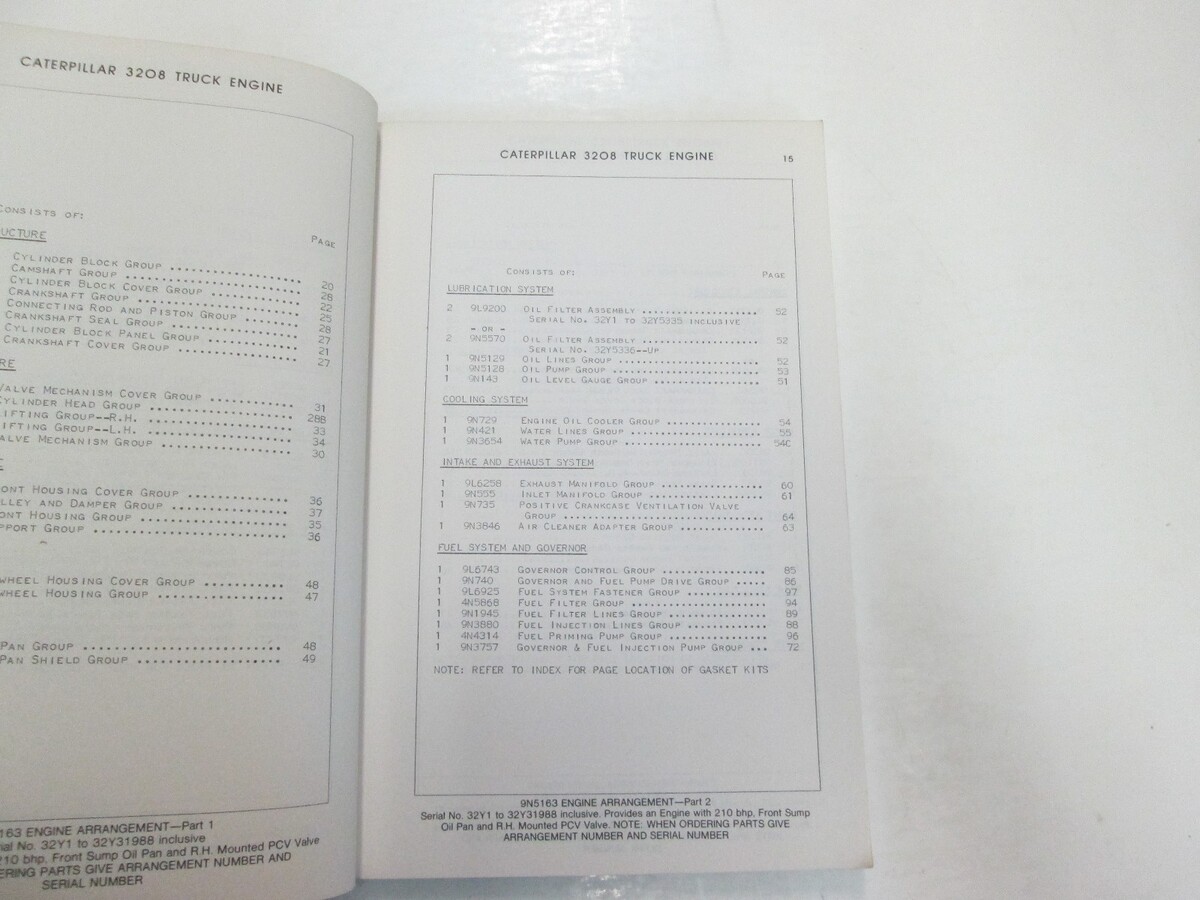 CATERPILLAR 3208 TRUCK ENGINE
CONSISTS OF:
PAGE
CYLINDER BLOCK GROUP 20
CAMSHAFT GROUP 28
CYLINDER BLOCK COVER GROUP 22
CRANKSHAFT GROUP 25
CONNECTING ROD AND PISTON GROUP 28
CRANKSHAFT SEAL GROUP 27
CYLINDER BLOCK PANEL GROUP 21
CRANKSHAFT COVER GROUP 27
VALVE MECHANISM COVER GROUP 31
CYLINDER HEAD GROUP 28B
LIFTING GROUP--R.H. 33
LIFTING GROUP--L.H. 34
VALVE MECHANISM GROUP 30
ONT HOUSING COVER GROUP 36
LLEY AND DAMPER GROUP 37
ONT HOUSING GROUP 35
PPORT GROUP 36
WHEEL HOUSING COVER GROUP 48
WHEEL HOUSING GROUP 47
PAN GROUP 48
PAN SHIELD GROUP 49
163 ENGINE ARRANGEMENT—Part 1
ial No. 32Y1 to 32Y31988 inclusive
210 bhp, Front Sump Oil Pan and R.H. Mounted PCV Valve
ERING PARTS GIVE ARRANGEMENT NUMBER AND
SERIAL NUMBER
CATERPILLAR 3208 TRUCK ENGINE 15
CONSISTS OF: PAGE
LUBRICATION SYSTEM
2 9L9200 OIL FILTER ASSEMBLY 52
SERIAL NO. 32Y1 TO 32Y5335 INCLUSIVE
- OR -
2 9N5570 OIL FILTER ASSEMBLY 52
SERIAL NO. 32Y5336--UP
1 9N5129 OIL LINES GROUP 52
1 9N5128 OIL PUMP GROUP 53
1 9N143 OIL LEVEL GAUGE GROUP 51
COOLING SYSTEM
1 9N729 ENGINE OIL COOLER GROUP 54
1 9N421 WATER LINES GROUP 55
1 9N3654 WATER PUMP GROUP 54C
INTAKE AND EXHAUST SYSTEM
1 9L6258 EXHAUST MANIFOLD GROUP 60
1 9N555 INLET MANIFOLD GROUP 61
1 9N735 POSITIVE CRANKCASE VENTILATION VALVE
GROUP 64
1 9N3846 AIR CLEANER ADAPTER GROUP 63
FUEL SYSTEM AND GOVERNOR
1 9L6743 GOVERNOR CONTROL GROUP 85
1 9N740 GOVERNOR AND FUEL PUMP DRIVE GROUP 86
1 9L6925 FUEL SYSTEM FASTENER GROUP 97
1 4N5868 FUEL FILTER GROUP 94
1 9N1945 FUEL FILTER LINES GROUP 89
1 9N3880 FUEL INJECTION LINES GROUP 88
1 4N4314 FUEL PRIMING PUMP GROUP 96
1 9N3757 GOVERNOR & FUEL INJECTION PUMP GROUP 72
NOTE: REFER TO INDEX FOR PAGE LOCATION OF GASKET KITS
9N5163 ENGINE ARRANGEMENT—Part 2
Serial No. 32Y1 to 32Y31988 inclusive. Provides an Engine with 210 bhp, Front Sump
Oil Pan and R.H. Mounted PCV Valve. NOTE: WHEN ORDERING PARTS GIVE
ARRANGEMENT NUMBER AND SERIAL NUMBER